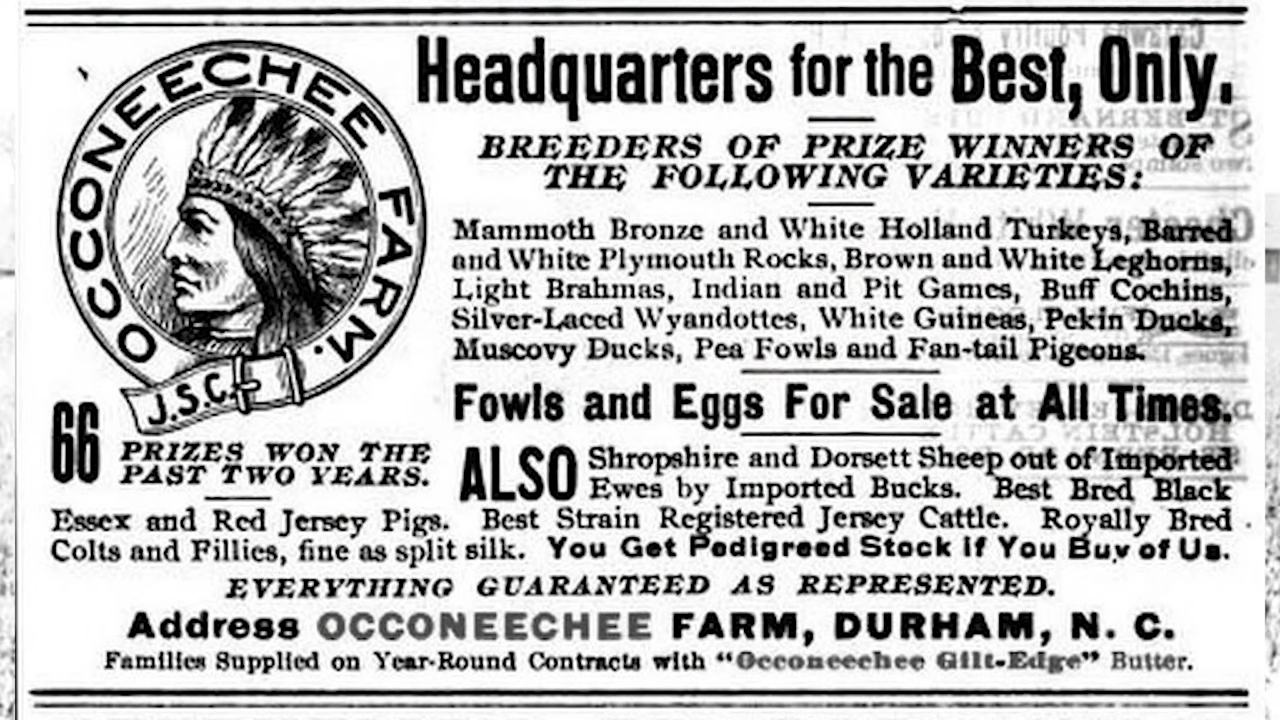 OCCONEECHEE FARM.
J.S.C.
Headquarters for the Best, Only.
BREEDERS OF PRIZE WINNERS OF
THE FOLLOWING VARIETIES:
Mammoth Bronze and White Holland Turkeys, Barred
and White Plymouth Rocks, Brown and White Leghorns,
Light Brahmas, Indian and Pit Games, Buff Cochins,
Silver-Laced Wyandottes, White Guineas, Pekin Ducks,
Muscovy Ducks, Pea Fowls and Fan-tail Pigeons.
Fowls and Eggs For Sale at All Times.
66 PRIZES WON THE
PAST TWO YEARS.
ALSO Shropshire and Dorsett Sheep out of Imported
Ewes by Imported Bucks. Best Bred Black
Essex and Red Jersey Pigs. Best Strain Registered Jersey Cattle. Royally Bred
Colts and Fillies, fine as split silk. You Get Pedigreed Stock if You Buy of Us.
EVERYTHING GUARANTEED AS REPRESENTED.
Address OCCONEECHEE FARM, DURHAM, N. C.
Families Supplied on Year-Round Contracts with "Occoneechee Gilt-Edge" Butter.